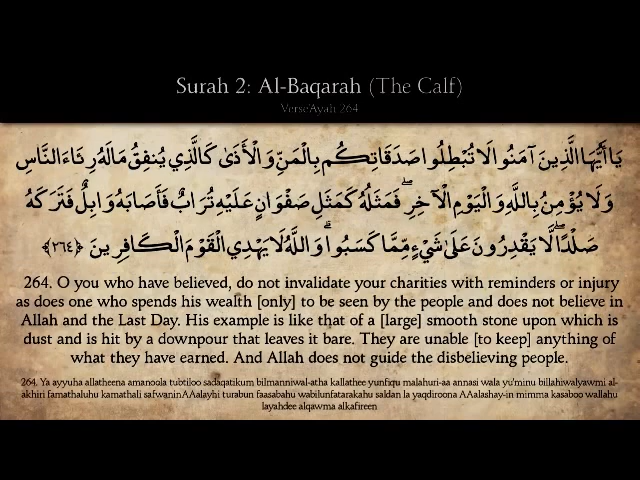 Surah 2: Al-Baqarah (The Calf)
Verse\Ayah 264
يَا أَيُّهَا الَّذِينَ آمَنُوا لَا تُبْطِلُوا صَدَقَاتِكُم بِالْمَنِّ وَالْأَذَىٰ كَالَّذِي يُنفِقُ مَالَهُ رِئَاءَ النَّاسِ
وَلَا يُؤْمِنُ بِاللَّهِ وَالْيَوْمِ الْآخِرِ ۖ فَمَثَلُهُ كَمَثَلِ صَفْوَانٍ عَلَيْهِ تُرَابٌ فَأَصَابَهُ وَابِلٌ فَتَرَكَهُ
صَلْدًا ۖ لَّا يَقْدِرُونَ عَلَىٰ شَيْءٍ مِّمَّا كَسَبُوا ۗ وَاللَّهُ لَا يَهْدِي الْقَوْمَ الْكَافِرِينَ ﴿٢٦٤﴾
264. O you who have believed, do not invalidate your charities with reminders or injury
as does one who spends his wealth [only] to be seen by the people and does not believe in
Allah and the Last Day. His example is like that of a [large] smooth stone upon which is
dust and is hit by a downpour that leaves it bare. They are unable [to keep] anything of
what they have earned. And Allah does not guide the disbelieving people.
264. Ya ayyuha allatheena amanoola tubtiloo sadaqatikum bilmanniwal-atha kallathee yunfiqu malahuri-aa annasi wala yu'minu billahiwalyawmi al-
akhiri famathaluhu kamathali safwaninAAalayhi turabun faasabahu wabilunfatarakahu saldan la yaqdiroona AAalashay-in mimma kasaboo wallahu
layahdee alqawma alkafireen